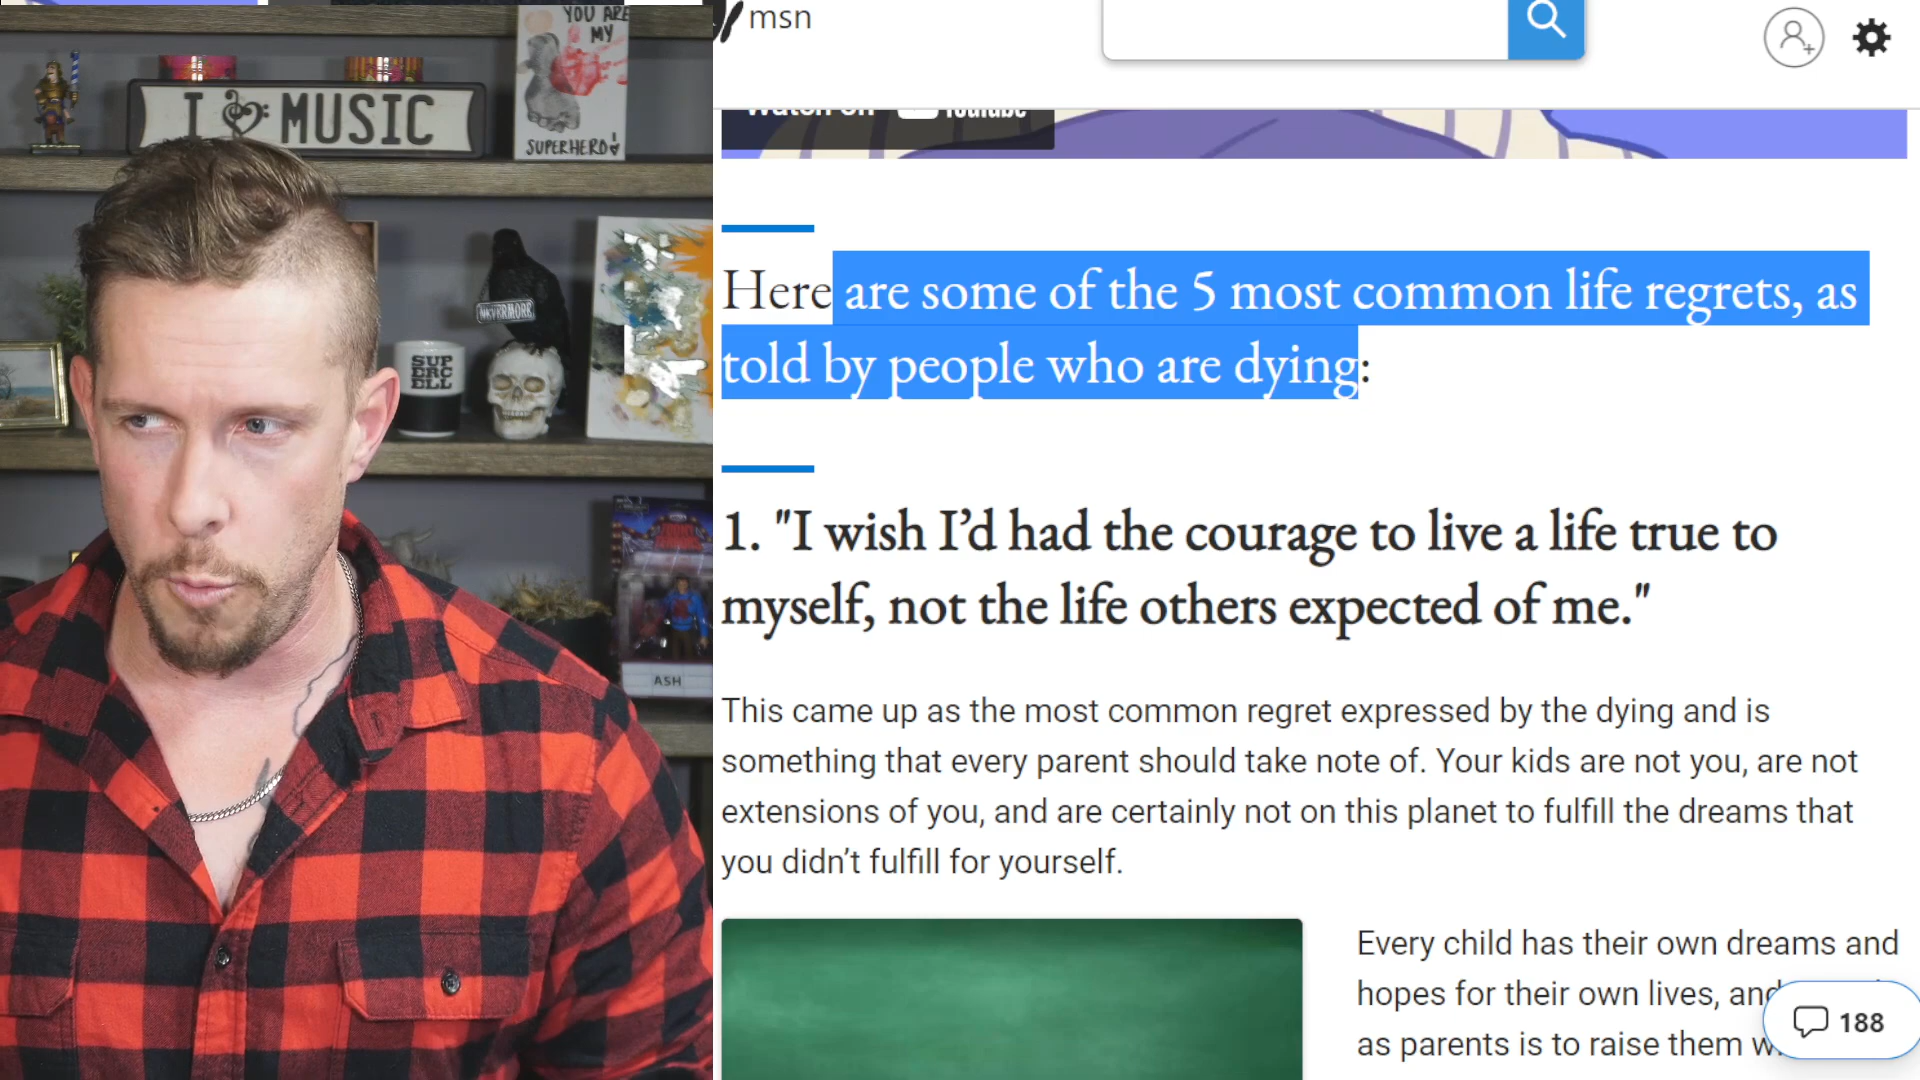 YOU ARE
MY
I MUSIC
SUPERHERO
NEVERMORE
SUP
ERC
ELL
ASH
msn
Watch on YouTube
Here are some of the 5 most common life regrets, as
told by people who are dying:
1. "I wish I’d had the courage to live a life true to
myself, not the life others expected of me."
This came up as the most common regret expressed by the dying and is
something that every parent should take note of. Your kids are not you, are not
extensions of you, and are certainly not on this planet to fulfill the dreams that
you didn’t fulfill for yourself.
Every child has their own dreams and
hopes for their own lives, and
as parents is to raise them
188